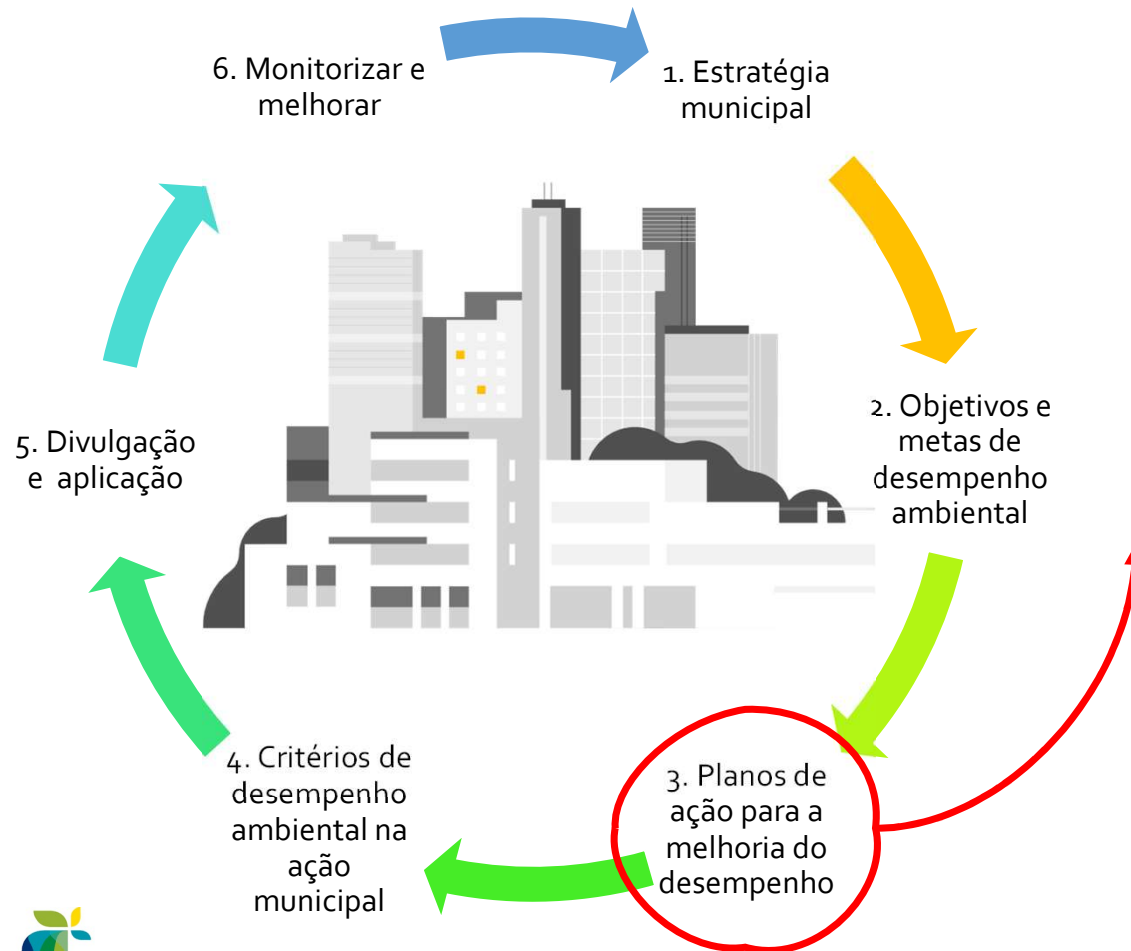 6. Monitorizar e
melhorar
1. Estratégia
municipal
2. Objetivos e
metas de
desempenho
ambiental
3. Planos de
ação para a
melhoria do
desempenho
4. Critérios de
desempenho
ambiental na
ação
municipal
5. Divulgação
e aplicação